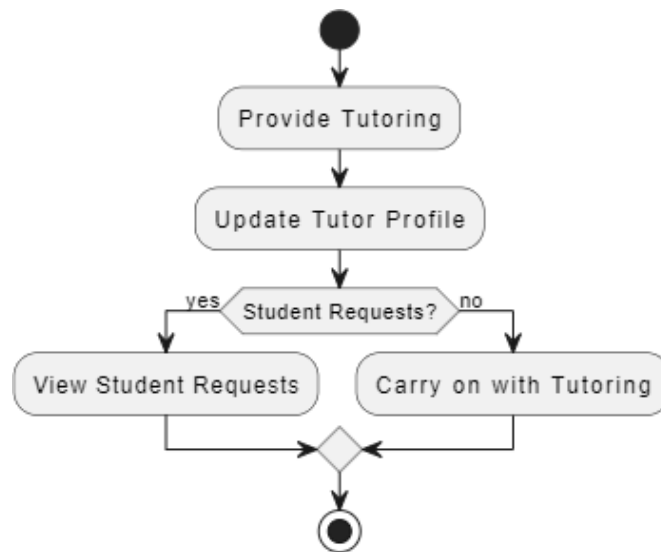 Provide Tutoring
Update Tutor Profile
yes
Student Requests?
no
View Student Requests
Carry on with Tutoring